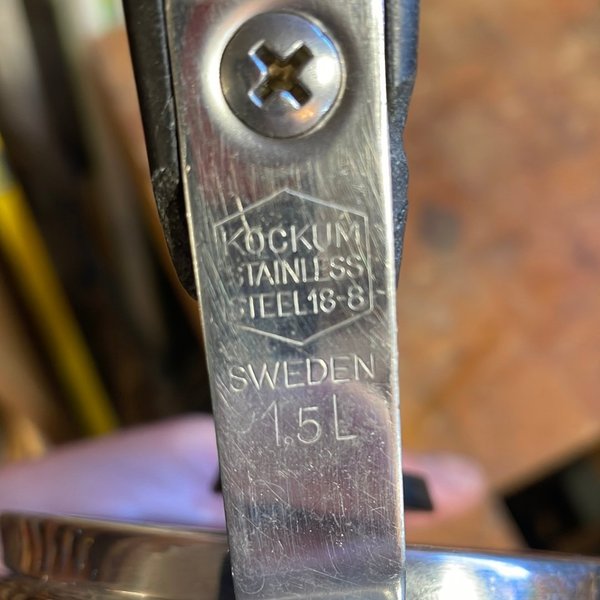 KOCKUM
STAINLESS
STEEL 18-8
SWEDEN
1.5 L